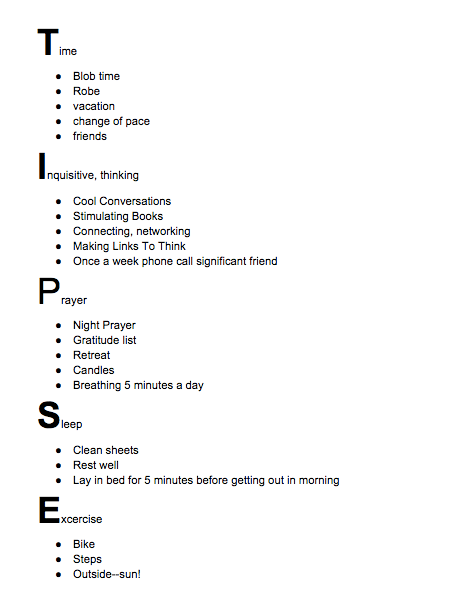 Time
● Blob time
● Robe
● vacation
● change of pace
● friends
Inquisitive, thinking
● Cool Conversations
● Stimulating Books
● Connecting, networking
● Making Links To Think
● Once a week phone call significant friend
Prayer
● Night Prayer
● Gratitude list
● Retreat
● Candles
● Breathing 5 minutes a day
Sleep
● Clean sheets
● Rest well
● Lay in bed for 5 minutes before getting out in morning
Excercise
● Bike
● Steps
● Outside--sun!